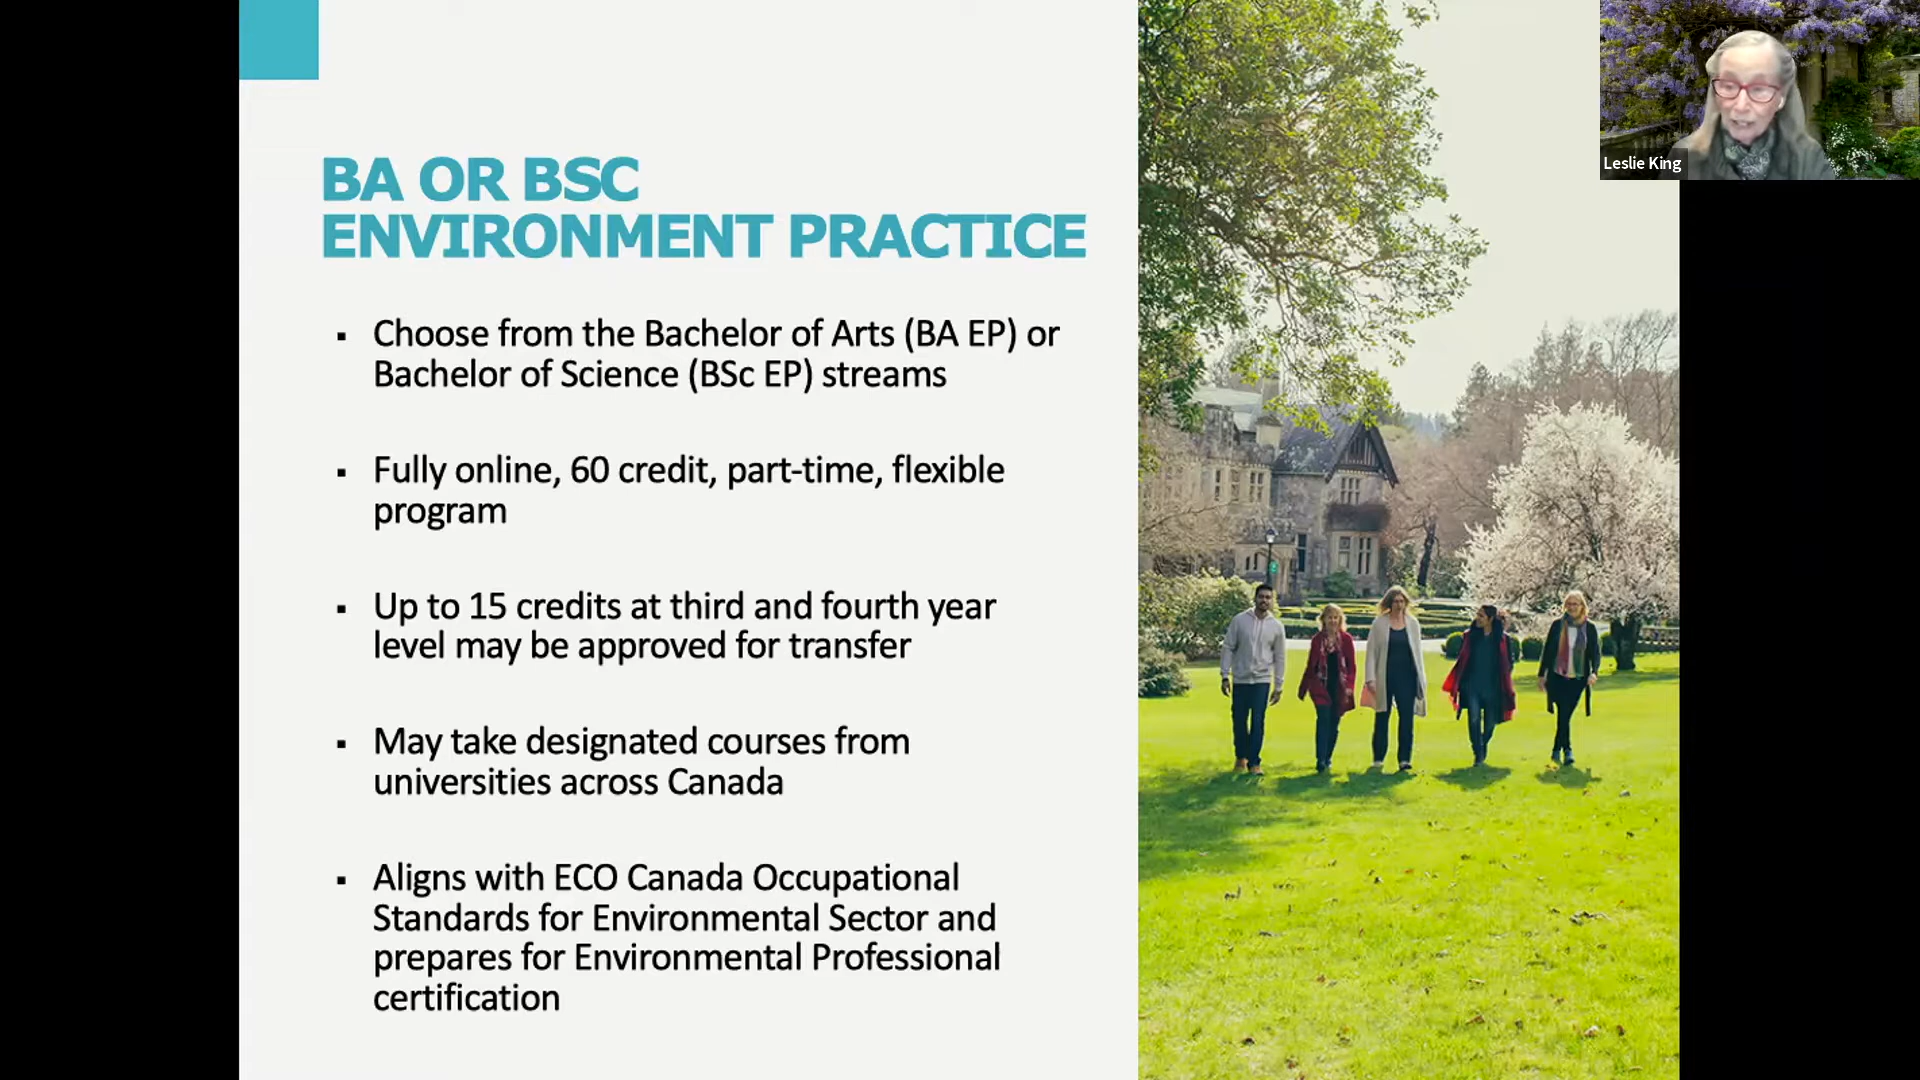 BA OR BSC
ENVIRONMENT PRACTICE
▪ Choose from the Bachelor of Arts (BA EP) or
Bachelor of Science (BSc EP) streams
▪ Fully online, 60 credit, part-time, flexible
program
▪ Up to 15 credits at third and fourth year
level may be approved for transfer
▪ May take designated courses from
universities across Canada
▪ Aligns with ECO Canada Occupational
Standards for Environmental Sector and
prepares for Environmental Professional
certification
Leslie King